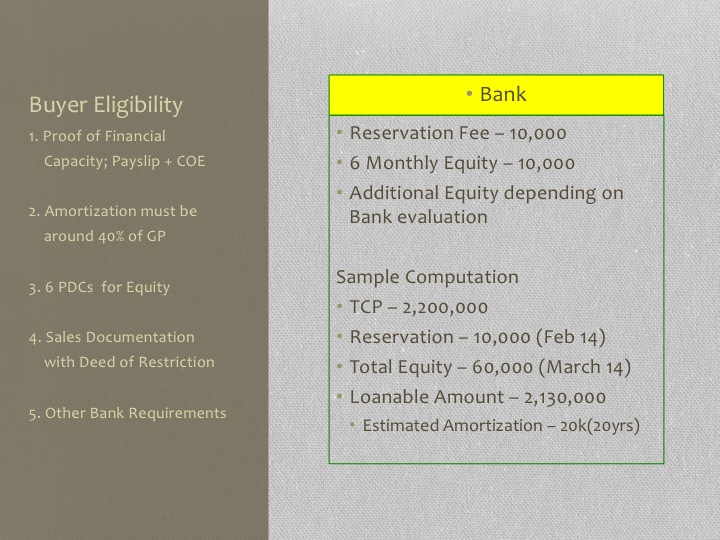 Buyer Eligibility
1. Proof of Financial
Capacity; Payslip + COE
2. Amortization must be
around 40% of GP
3. 6 PDCs for Equity
4. Sales Documentation
with Deed of Restriction
5. Other Bank Requirements
• Bank
• Reservation Fee – 10,000
• 6 Monthly Equity – 10,000
• Additional Equity depending on
Bank evaluation
Sample Computation
• TCP – 2,200,000
• Reservation – 10,000 (Feb 14)
• Total Equity – 60,000 (March 14)
• Loanable Amount – 2,130,000
• Estimated Amortization – 20k(20yrs)